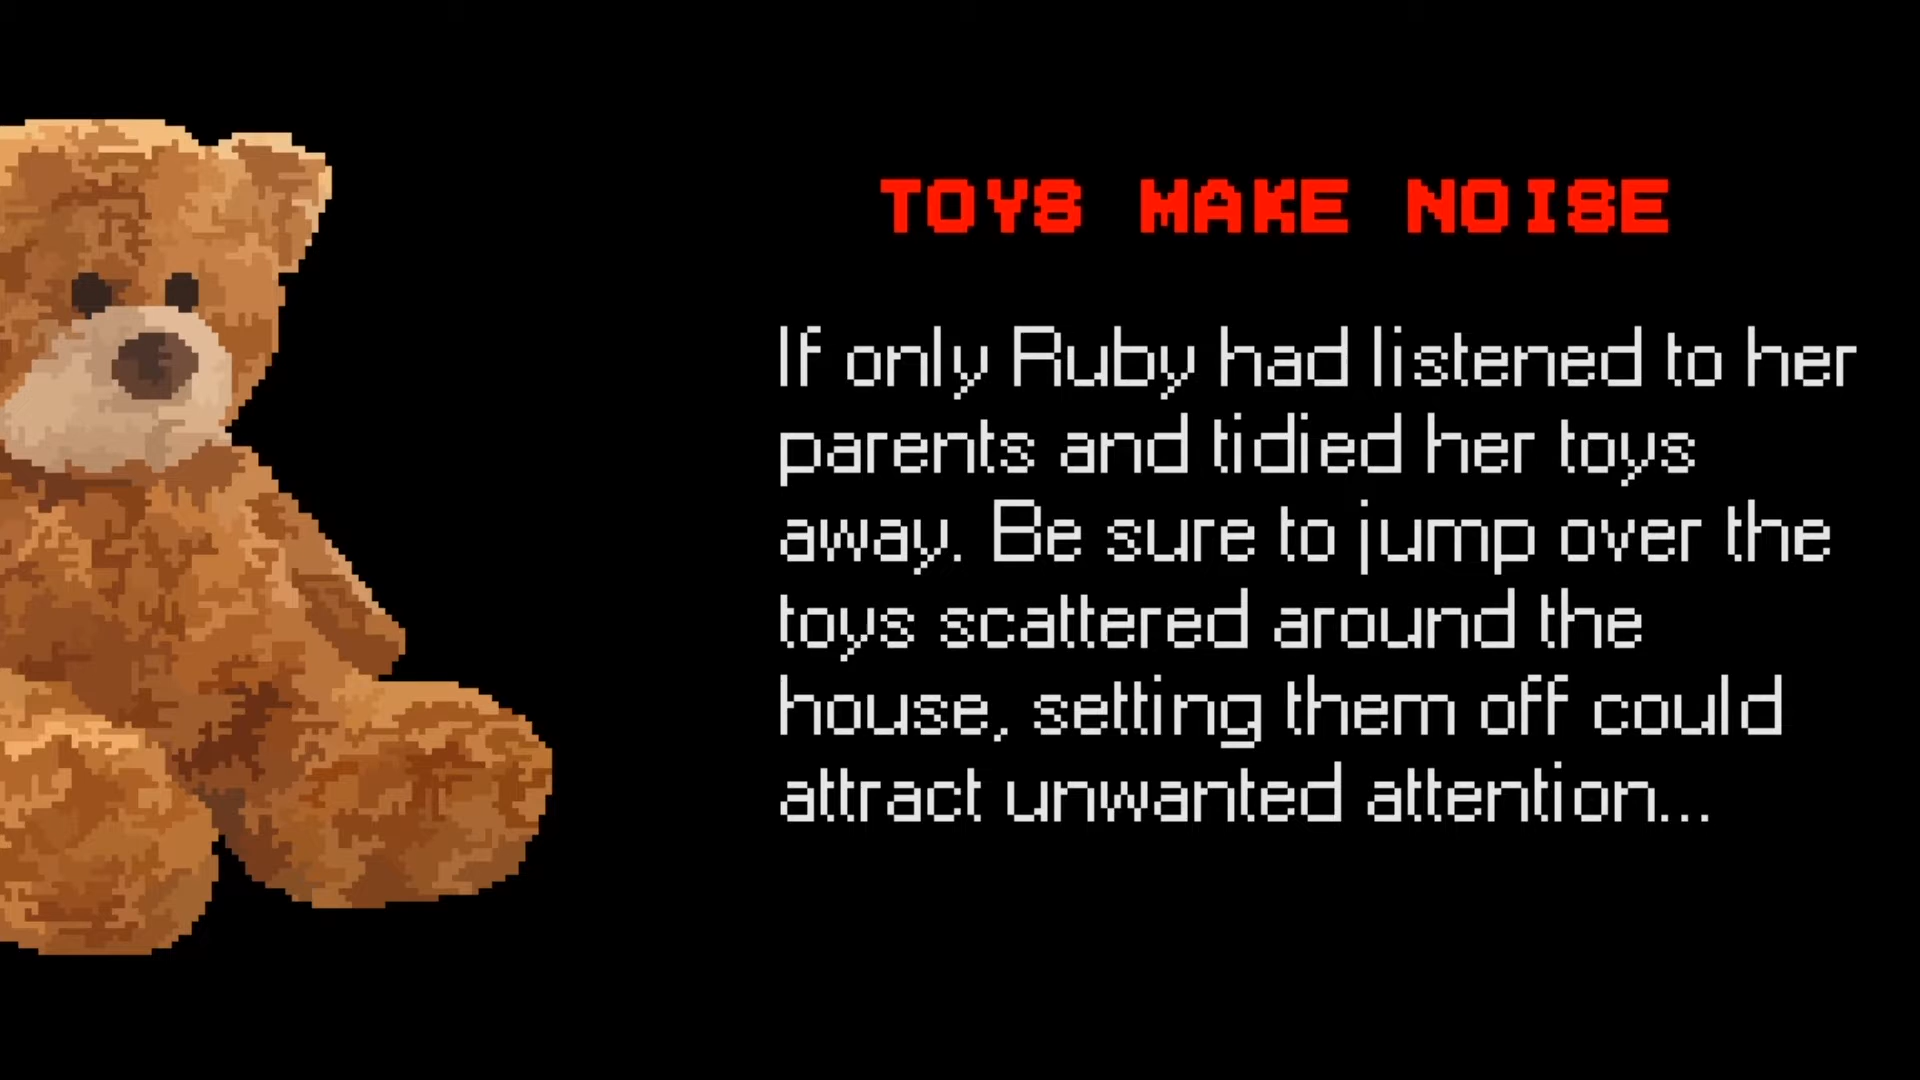 TOYS MAKE NOISE
If only Ruby had listened to her
parents and tidied her toys
away. Be sure to jump over the
toys scattered around the
house, setting them off could
attract unwanted attention...